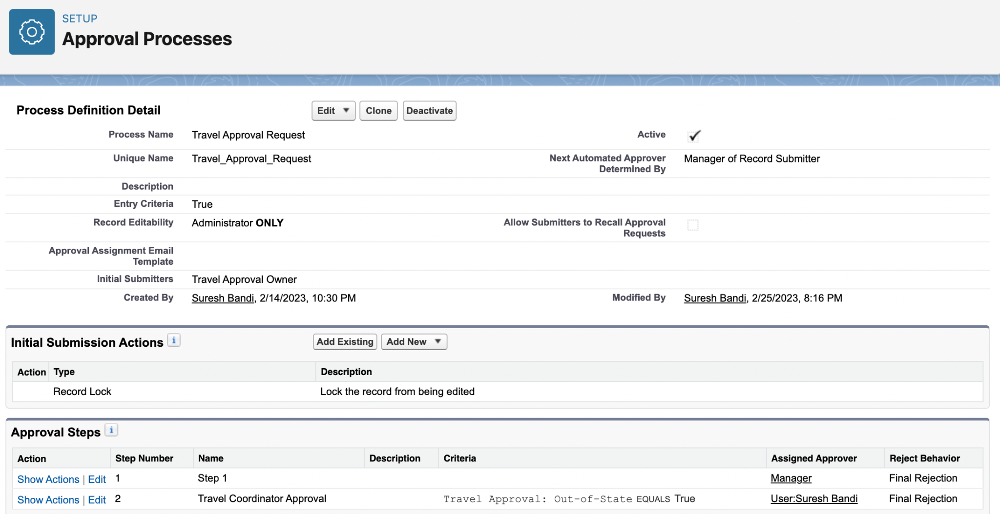 SETUP
Approval Processes
Process Definition Detail
Edit Clone Deactivate
Process Name Travel Approval Request Active
Unique Name Travel_Approval_Request Next Automated Approver Determined By Manager of Record Submitter
Description
Entry Criteria True
Record Editability Administrator ONLY Allow Submitters to Recall Approval Requests
Approval Assignment Email Template
Initial Submitters Travel Approval Owner
Created By Suresh Bandi, 2/14/2023, 10:30 PM Modified By Suresh Bandi, 2/25/2023, 8:16 PM
Initial Submission Actions i Add Existing Add New
Action Type Description
Record Lock Lock the record from being edited
Approval Steps i
Action Step Number Name Description Criteria Assigned Approver Reject Behavior
Show Actions | Edit 1 Step 1 Manager Final Rejection
Show Actions | Edit 2 Travel Coordinator Approval Travel Approval: Out-of-State EQUALS True User:Suresh Bandi Final Rejection